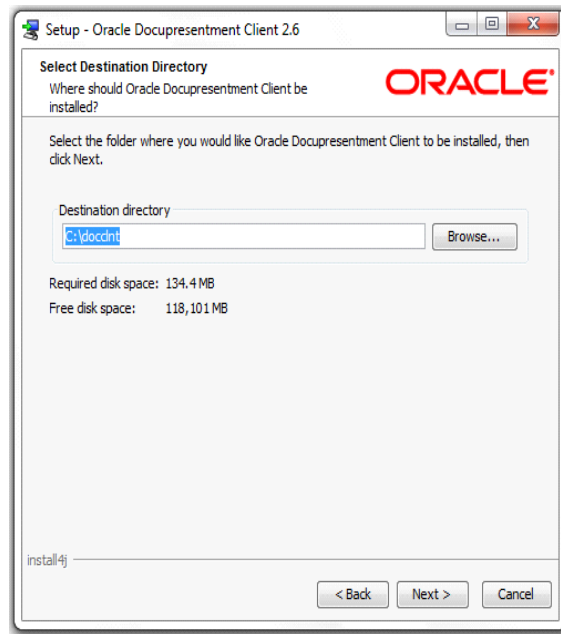 Setup - Oracle Docupresentment Client 2.6
Select Destination Directory
Where should Oracle Docupresentment Client be
installed?
ORACLE
Select the folder where you would like Oracle Docupresentment Client to be installed, then
click Next.
Destination directory
C:\docclnt
Browse...
Required disk space: 134.4 MB
Free disk space: 118,101 MB
install4j
< Back
Next >
Cancel